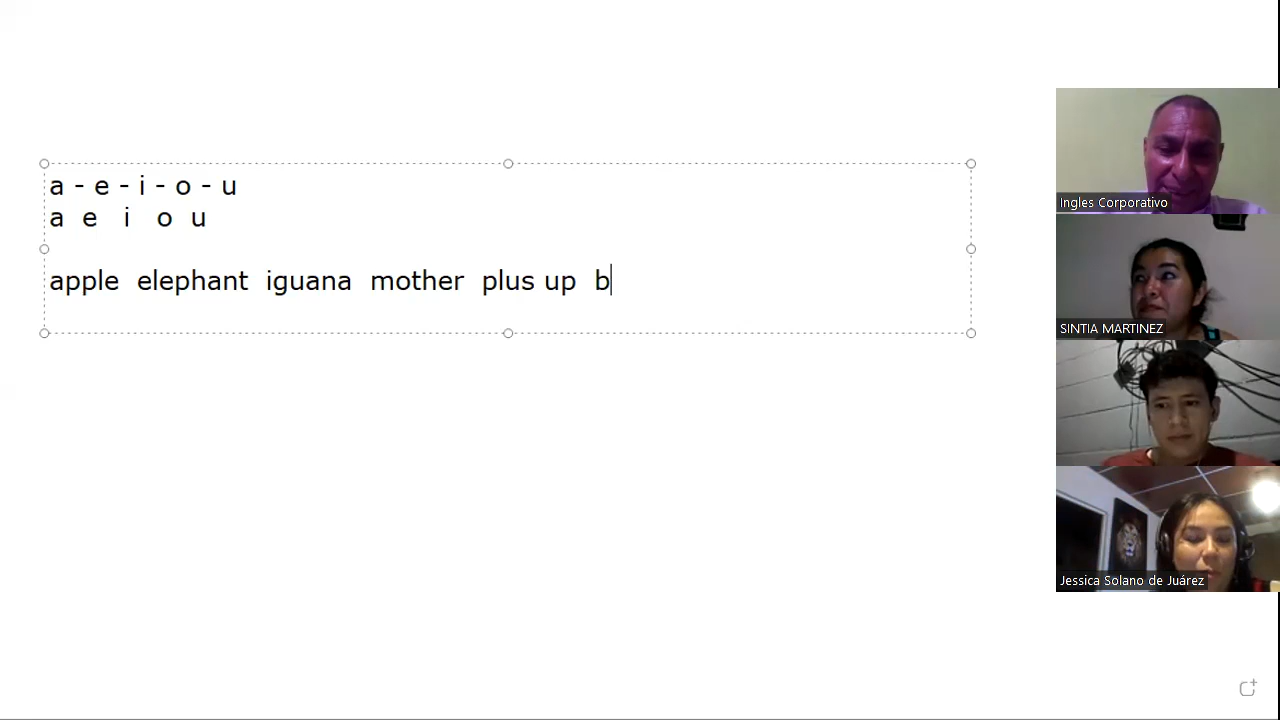 a - e - i - o - u
a e i o u
apple elephant iguana mother plus up b
Ingles Corporativo
SINTIA MARTINEZ
Jessica Solano de Juárez